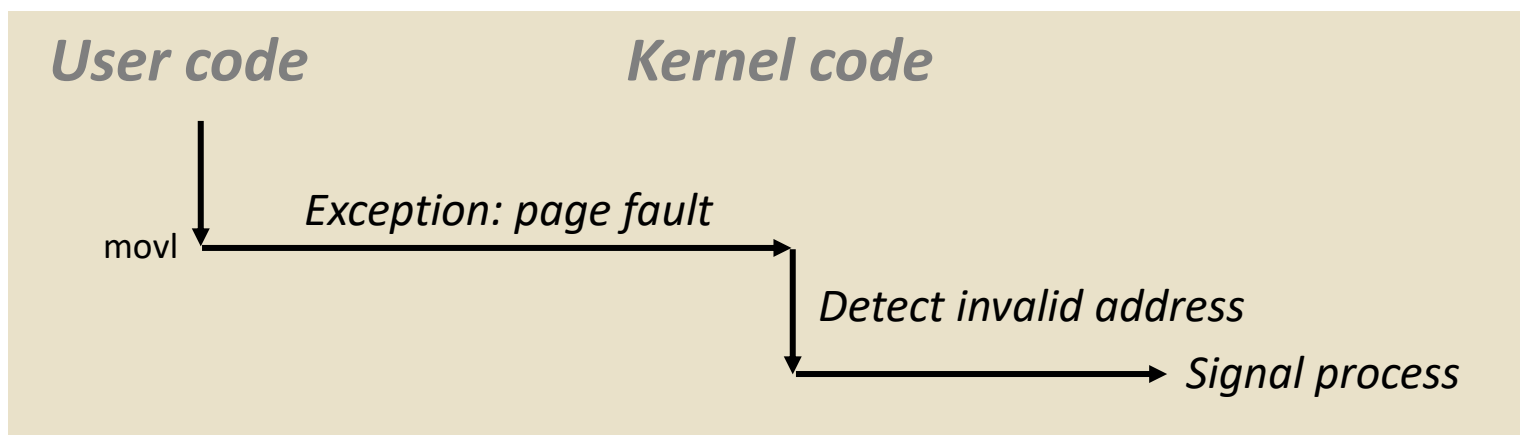 User code
Kernel code
Exception: page fault
movl
Detect invalid address
Signal process